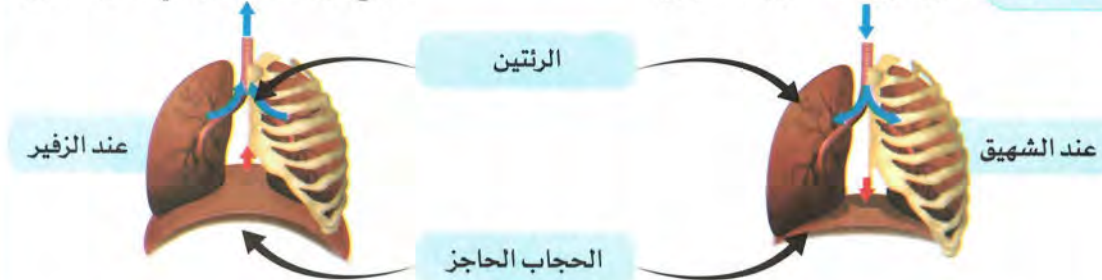 الرئتين
عند الشهيق
عند الزفير
الحجاب الحاجز